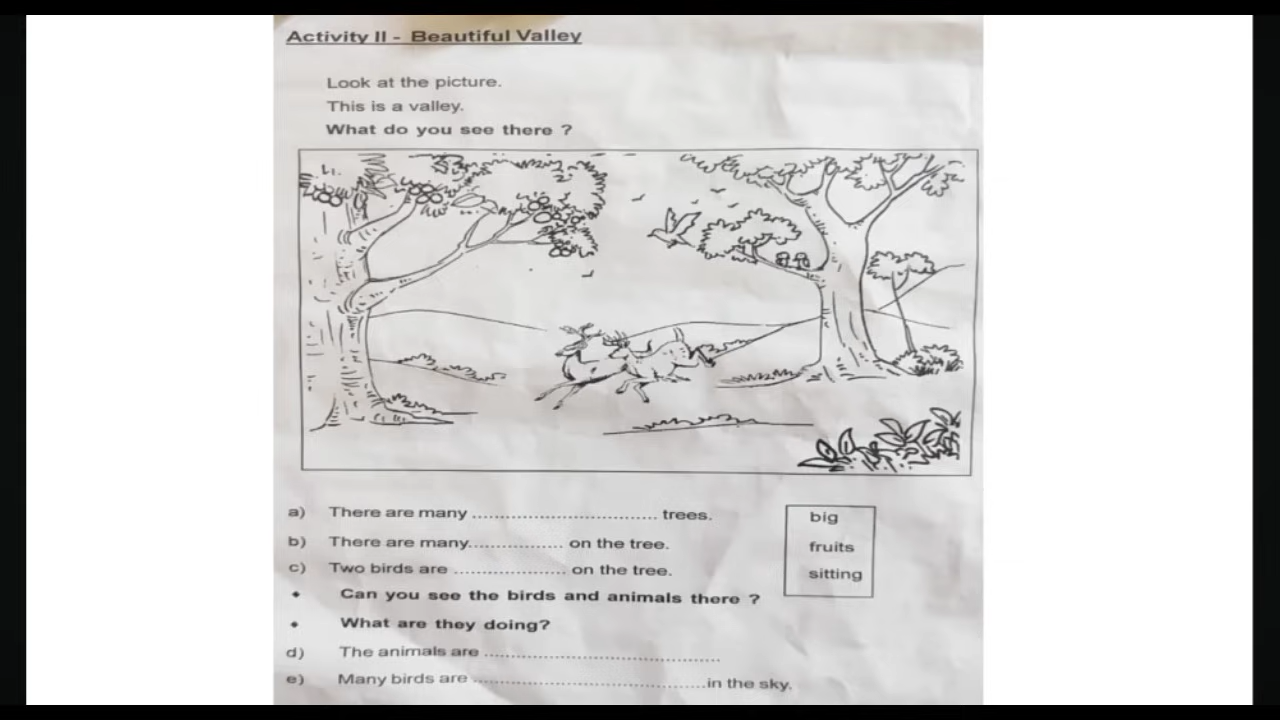 Activity II - Beautiful Valley
Look at the picture.
This is a valley.
What do you see there ?
a) There are many .................................. trees.
b) There are many.................. on the tree.
c) Two birds are .................... on the tree.
big
fruits
sitting
• Can you see the birds and animals there ?
• What are they doing?
d) The animals are ..........................................
e) Many birds are ..........................................in the sky.